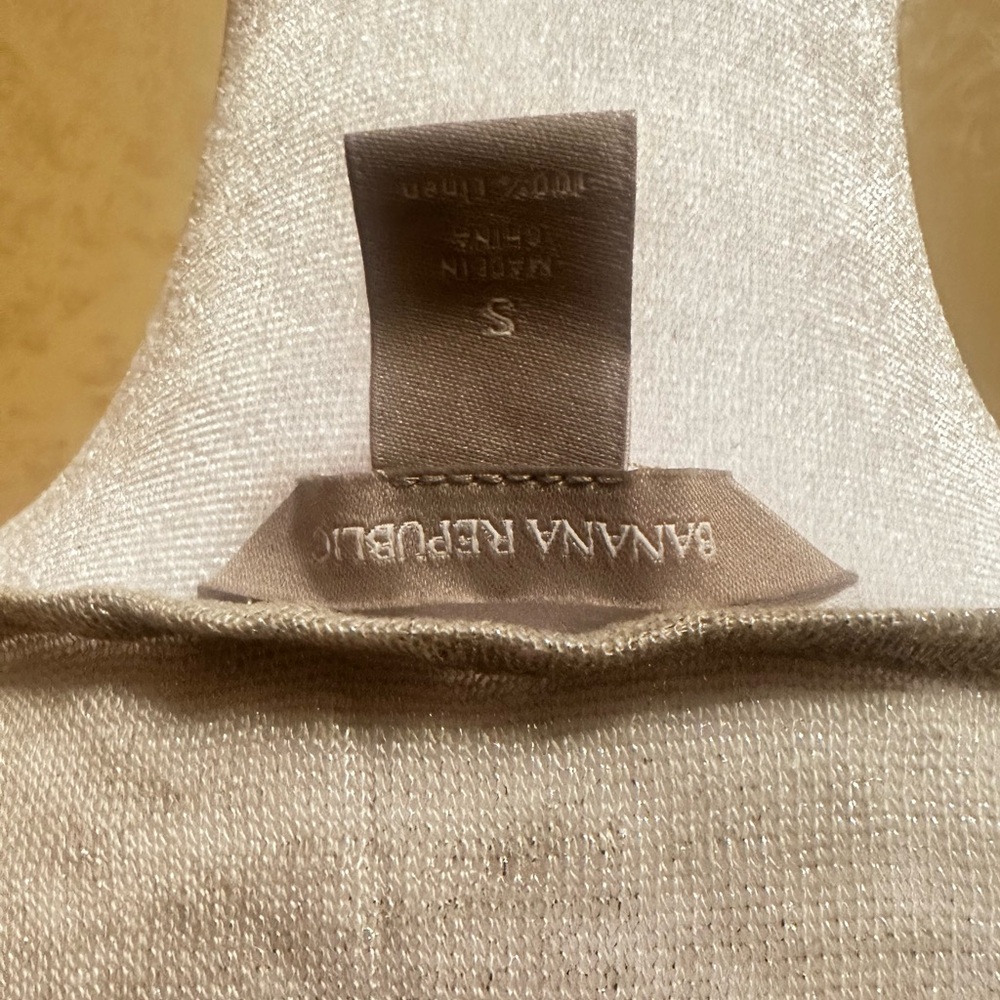 BANANA REPUBLIC
S
MADE IN
CHINA
100% Linen